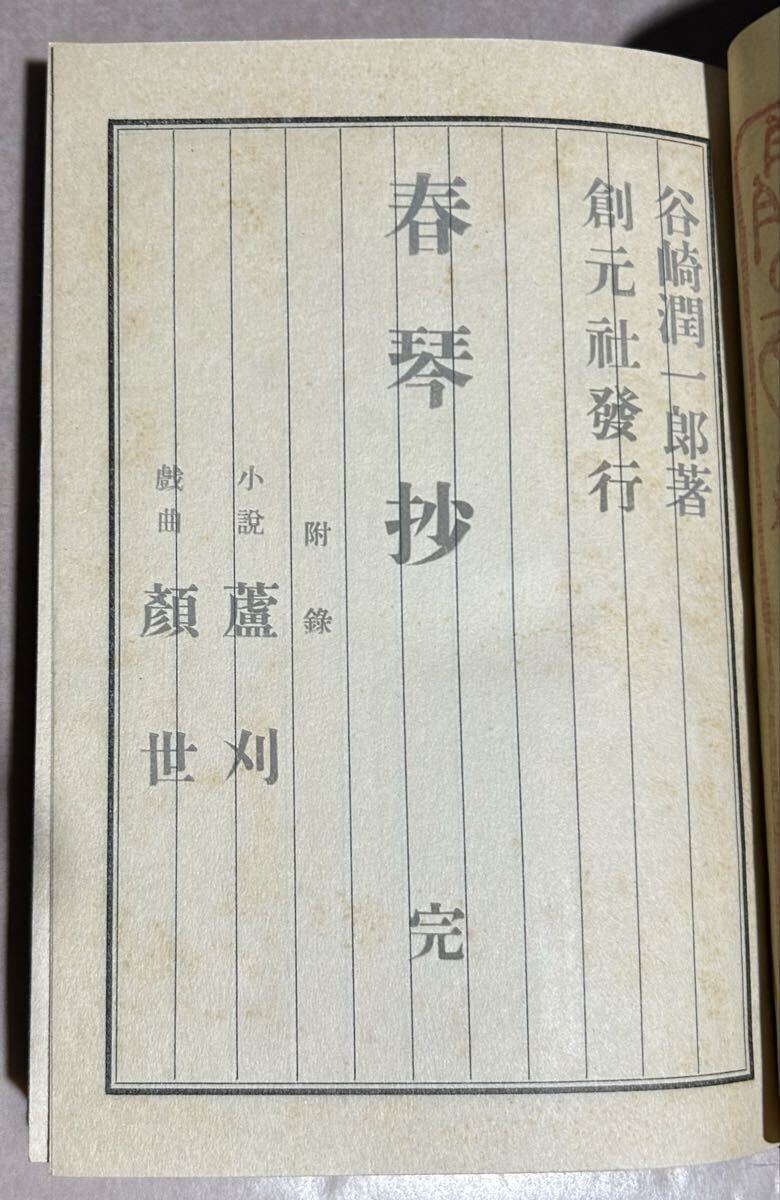 谷崎潤一郎著
創元社發行
春琴抄 完
附錄
小說 蘆刈
戲曲 顏世